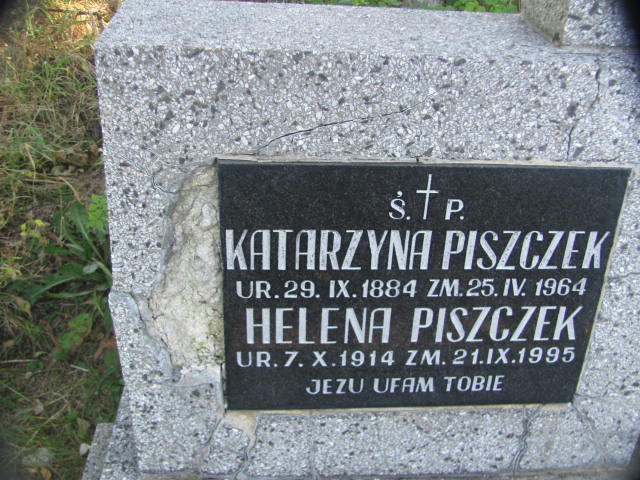 Ś.†P.
KATARZYNA PISZCZEK
UR. 29. IX. 1884 ZM. 25. IV. 1964
HELENA PISZCZEK
UR. 7. X. 1914 ZM. 21.IX.1995
JEZU UFAM TOBIE